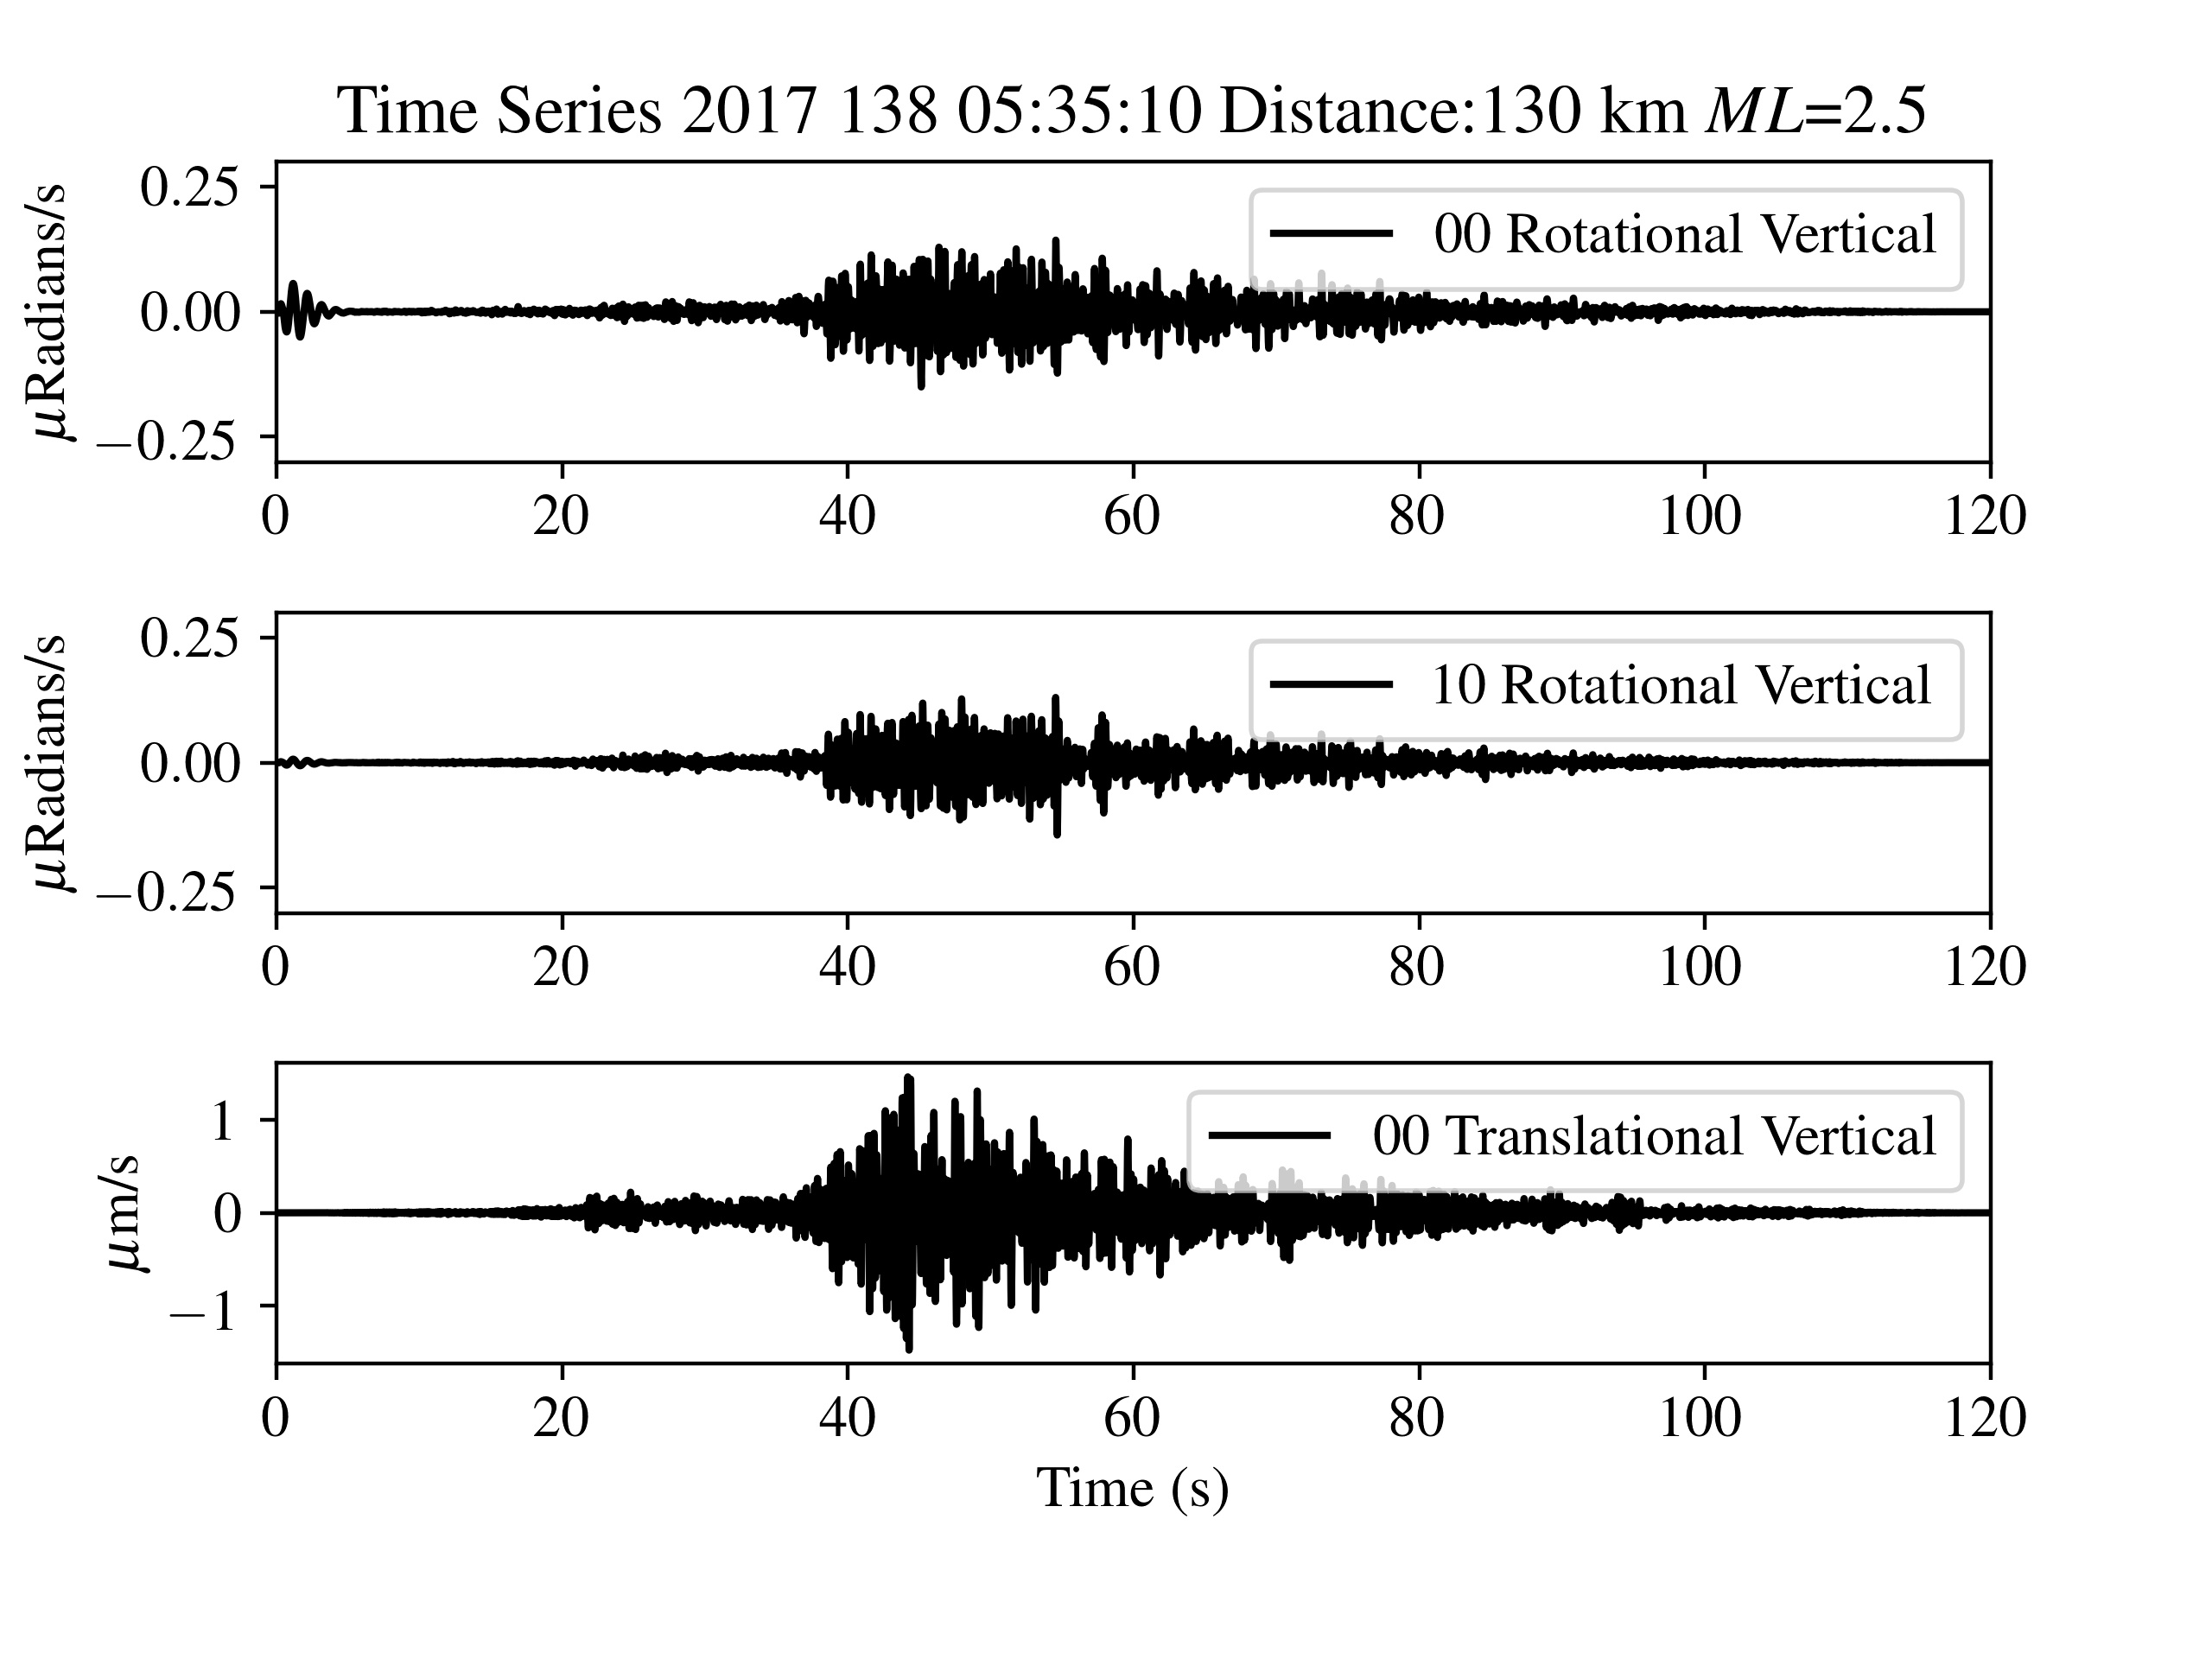 Time Series 2017 138 05:35:10 Distance:130 km ML=2.5
μRadians/s
0.25
0.00
−0.25
00 Rotational Vertical
0 20 40 60 80 100 120
μRadians/s
0.25
0.00
−0.25
10 Rotational Vertical
0 20 40 60 80 100 120
μm/s
1
0
−1
00 Translational Vertical
0 20 40 60 80 100 120
Time (s)